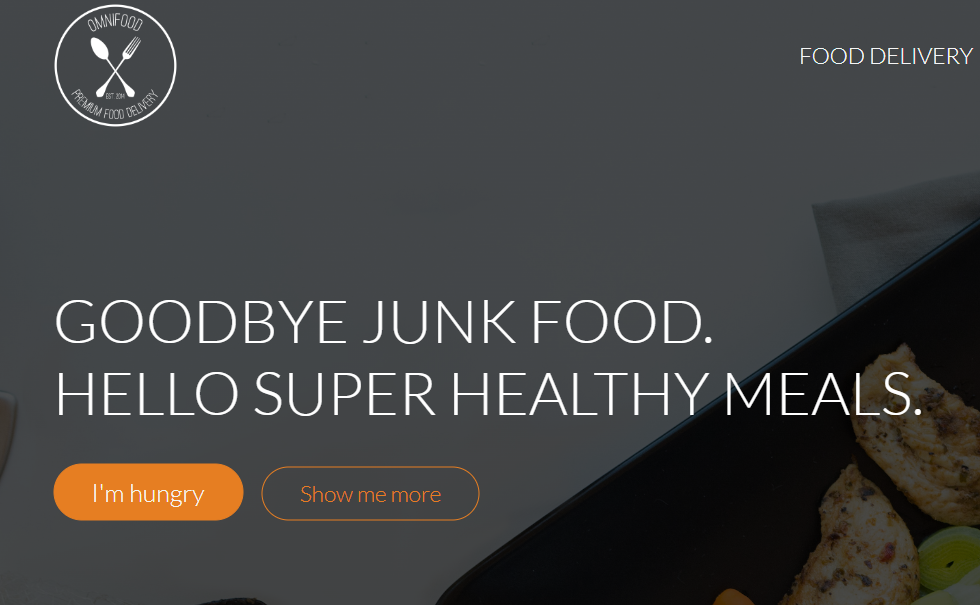 OMNIFOOD
EST 2014
PREMIUM FOOD DELIVERY
FOOD DELIVERY
GOODBYE JUNK FOOD.
HELLO SUPER HEALTHY MEALS.
I'm hungry
Show me more